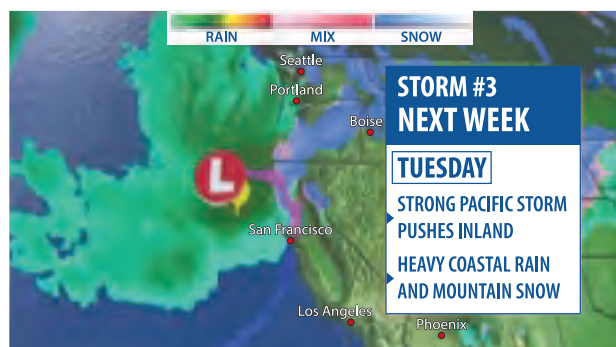 RAIN MIX SNOW
Seattle
Portland
Boise
L
San Francisco
Los Angeles
Phoenix
STORM #3
NEXT WEEK
TUESDAY
STRONG PACIFIC STORM
PUSHES INLAND
HEAVY COASTAL RAIN
AND MOUNTAIN SNOW